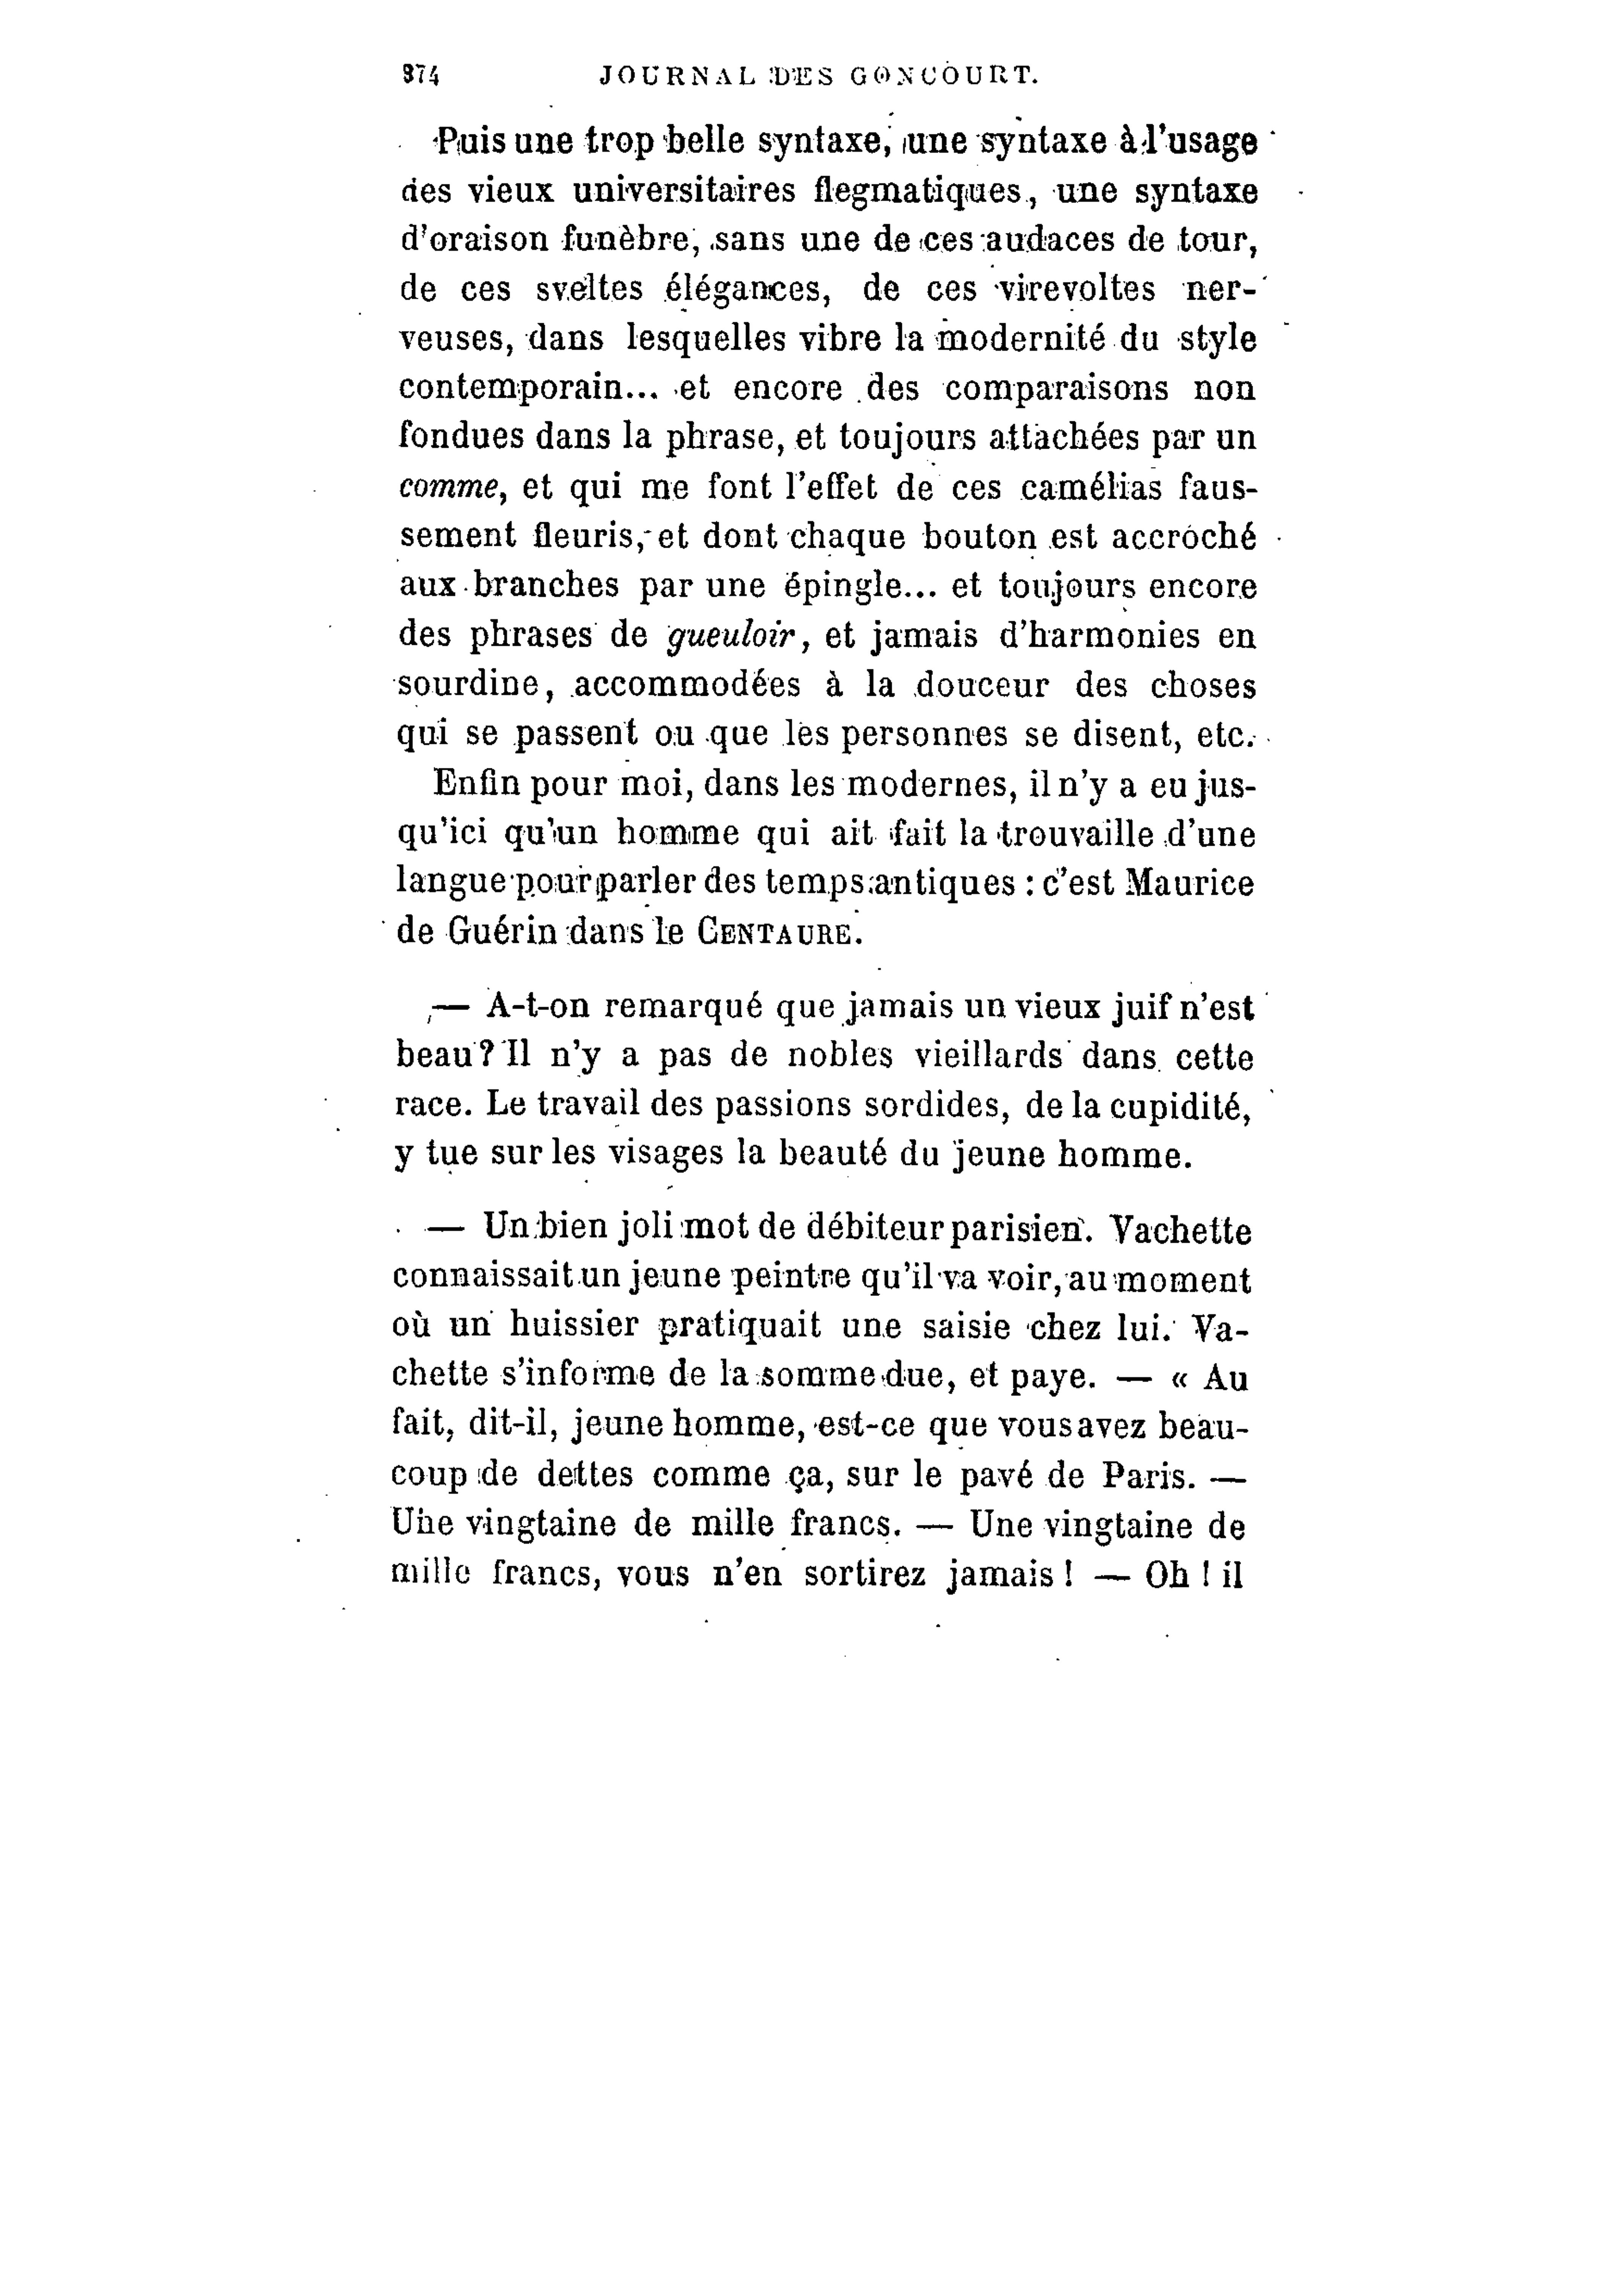 374 JOURNAL DES GONCOURT.
Puis une trop belle syntaxe, une syntaxe à l'usage
des vieux universitaires flegmatiques, une syntaxe
d'oraison funèbre, sans une de ces audaces de tour,
de ces sveltes élégances, de ces virevoltes ner-
veuses, dans lesquelles vibre la modernité du style
contemporain... et encore des comparaisons non
fondues dans la phrase, et toujours attachées par un
comme, et qui me font l'effet de ces camélias faus-
sement fleuris, et dont chaque bouton est accroché
aux branches par une épingle... et toujours encore
des phrases de gueuloir, et jamais d'harmonies en
sourdine, accommodées à la douceur des choses
qui se passent ou que les personnes se disent, etc.
Enfin pour moi, dans les modernes, il n'y a eu jus-
qu'ici qu'un homme qui ait fait la trouvaille d'une
langue pour parler des temps antiques : c'est Maurice
de Guérin dans le CENTAURE.
— A-t-on remarqué que jamais un vieux juif n'est
beau? Il n'y a pas de nobles vieillards dans cette
race. Le travail des passions sordides, de la cupidité,
y tue sur les visages la beauté du jeune homme.
— Un bien joli mot de débiteur parisien. Vachette
connaissait un jeune peintre qu'il va voir, au moment
où un huissier pratiquait une saisie chez lui. Va-
chette s'informe de la somme due, et paye. — « Au
fait, dit-il, jeune homme, est-ce que vous avez beau-
coup de dettes comme ça, sur le pavé de Paris. —
Une vingtaine de mille francs. — Une vingtaine de
mille francs, vous n'en sortirez jamais ! — Oh ! il